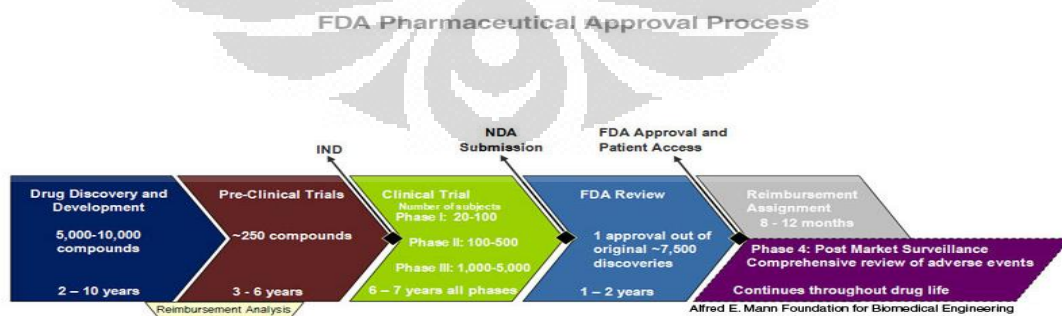 FDA Pharmaceutical Approval Process
IND
NDA
Submission
FDA Approval and
Patient Access
Drug Discovery and
Development
5,000-10,000
compounds
2 – 10 years
Pre-Clinical Trials
~250 compounds
3 - 6 years
Reimbursement Analysis
Clinical Trial
Number of subjects
Phase I: 20-100
Phase II: 100-500
Phase III: 1,000-5,000
6 – 7 years all phases
FDA Review
1 approval out of
original ~7,500
discoveries
1 – 2 years
Reimbursement
Assignment
8 - 12 months
Phase 4: Post Market Surveillance
Comprehensive review of adverse events
Continues throughout drug life
Alfred E. Mann Foundation for Biomedical Engineering